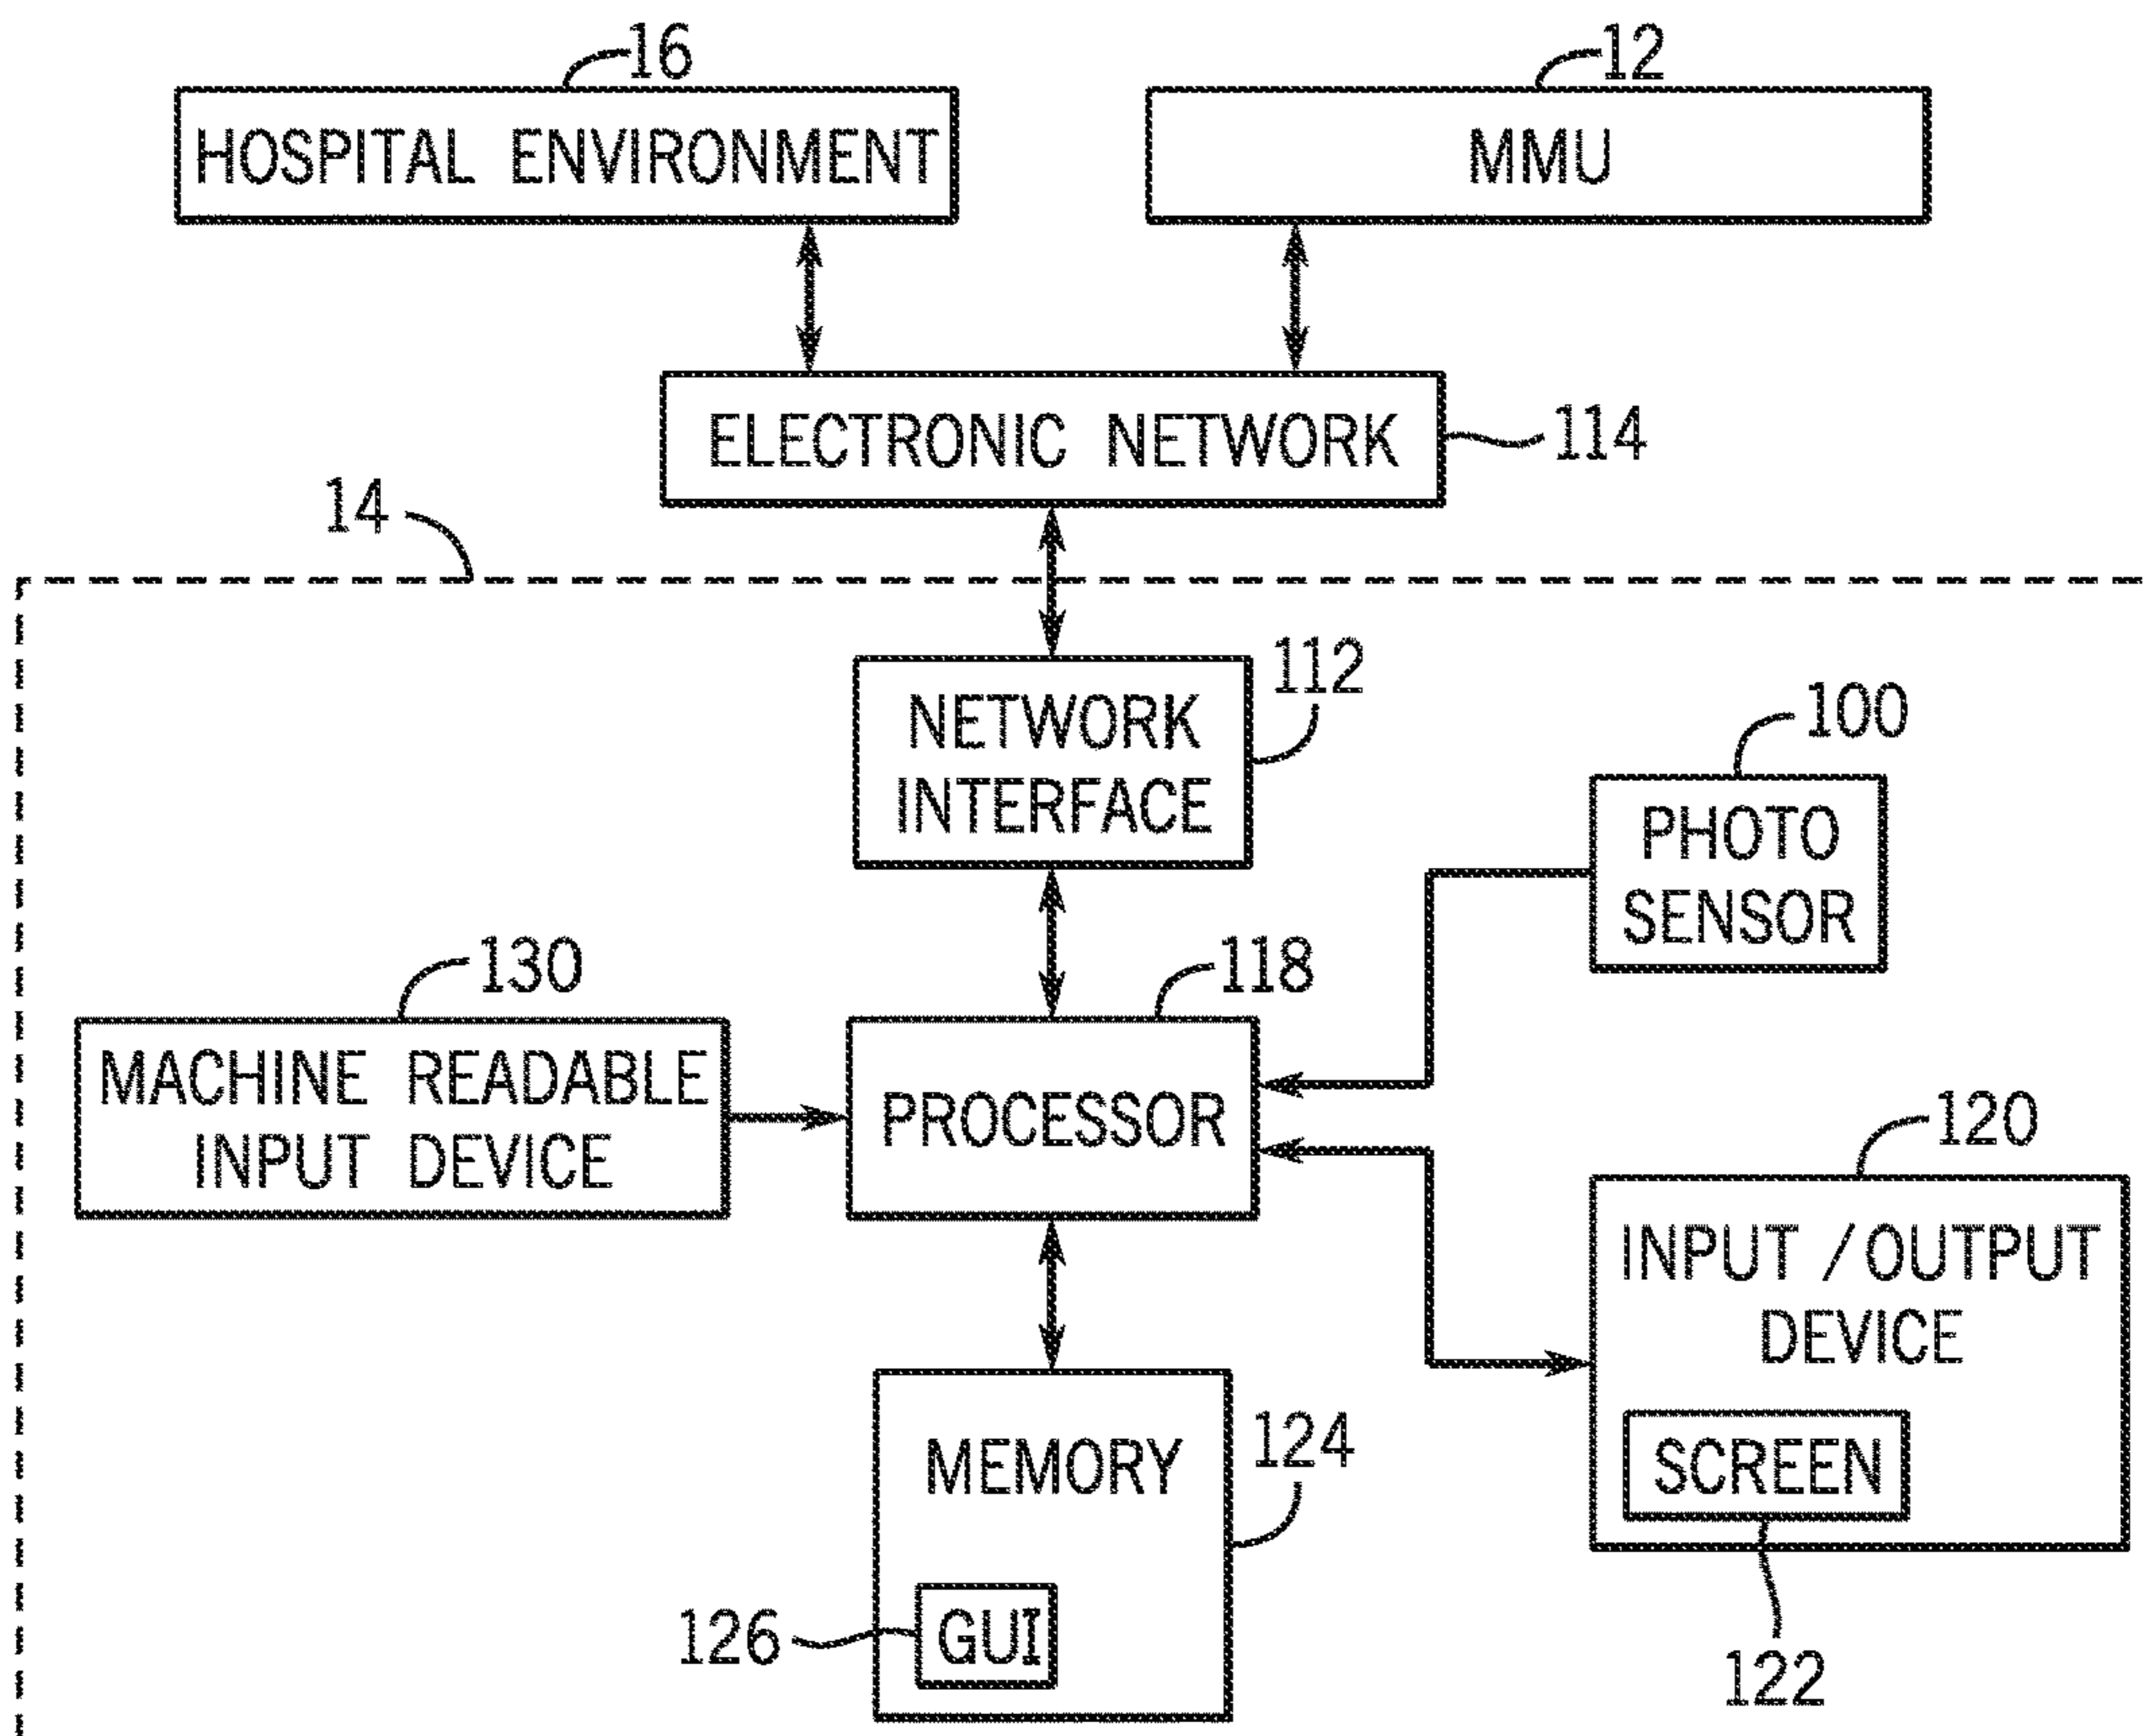 16
12
HOSPITAL ENVIRONMENT
MMU
ELECTRONIC NETWORK
114
14
112
NETWORK
INTERFACE
100
PHOTO
SENSOR
130
118
MACHINE READABLE
INPUT DEVICE
PROCESSOR
120
INPUT / OUTPUT
DEVICE
MEMORY
124
SCREEN
126
GUI
122